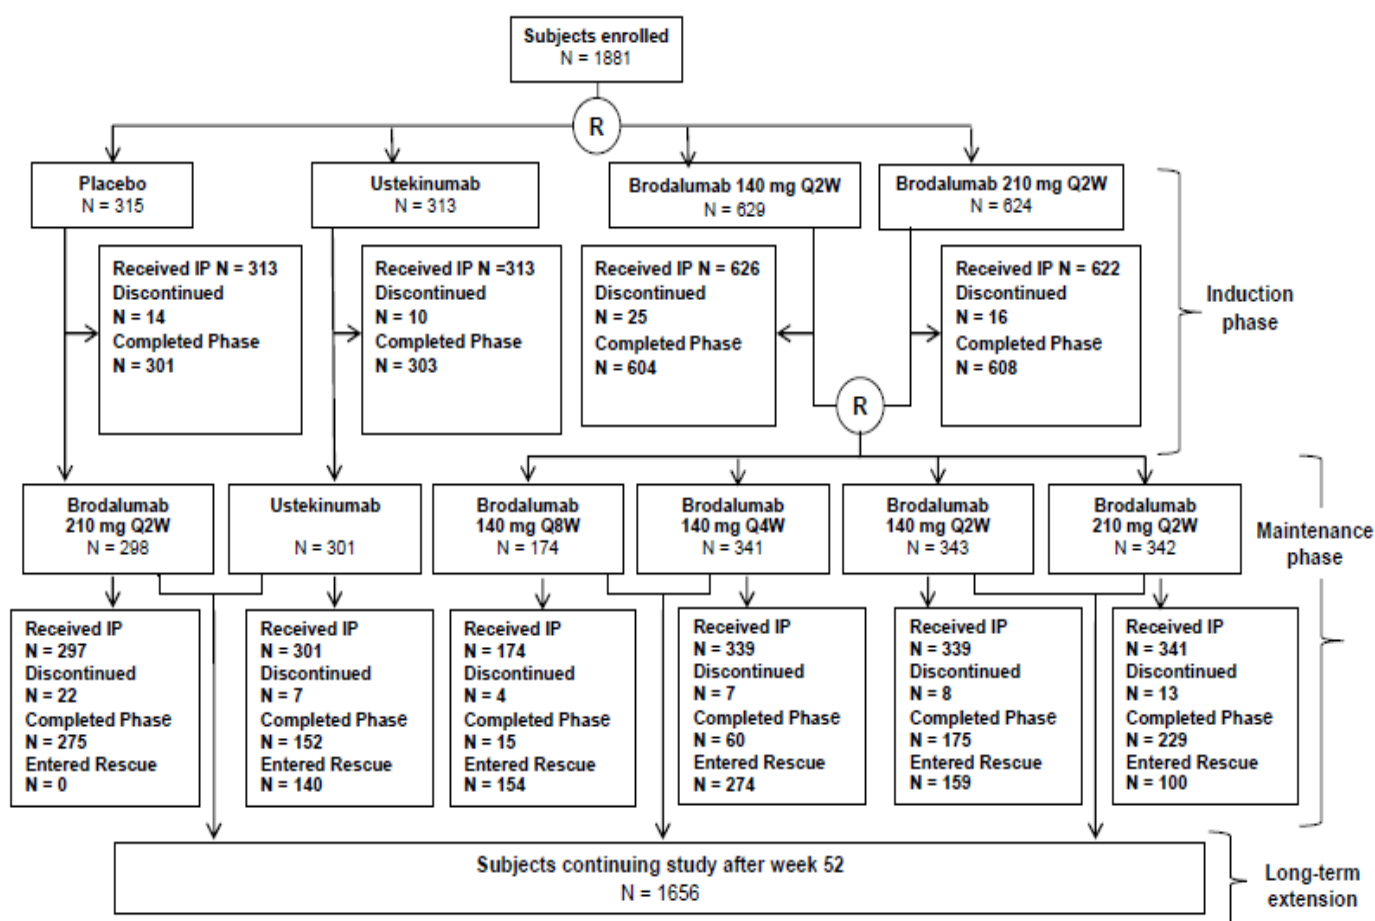 Subjects enrolled
N = 1881
R
Placebo
N = 315
Ustekinumab
N = 313
Brodalumab 140 mg Q2W
N = 629
Brodalumab 210 mg Q2W
N = 624
Received IP N = 313
Discontinued
N = 14
Completed Phase
N = 301
Received IP N =313
Discontinued
N = 10
Completed Phase
N = 303
Received IP N = 626
Discontinued
N = 25
Completed Phase
N = 604
Received IP N = 622
Discontinued
N = 16
Completed Phase
N = 608
Induction
phase
R
Brodalumab
210 mg Q2W
N = 298
Ustekinumab
N = 301
Brodalumab
140 mg Q8W
N = 174
Brodalumab
140 mg Q4W
N = 341
Brodalumab
140 mg Q2W
N = 343
Brodalumab
210 mg Q2W
N = 342
Maintenance
phase
Received IP
N = 297
Discontinued
N = 22
Completed Phase
N = 275
Entered Rescue
N = 0
Received IP
N = 301
Discontinued
N = 7
Completed Phase
N = 152
Entered Rescue
N = 140
Received IP
N = 174
Discontinued
N = 4
Completed Phase
N = 15
Entered Rescue
N = 154
Received IP
N = 339
Discontinued
N = 7
Completed Phase
N = 60
Entered Rescue
N = 274
Received IP
N = 339
Discontinued
N = 8
Completed Phase
N = 175
Entered Rescue
N = 159
Received IP
N = 341
Discontinued
N = 13
Completed Phase
N = 229
Entered Rescue
N = 100
Subjects continuing study after week 52
N = 1656
Long-term
extension